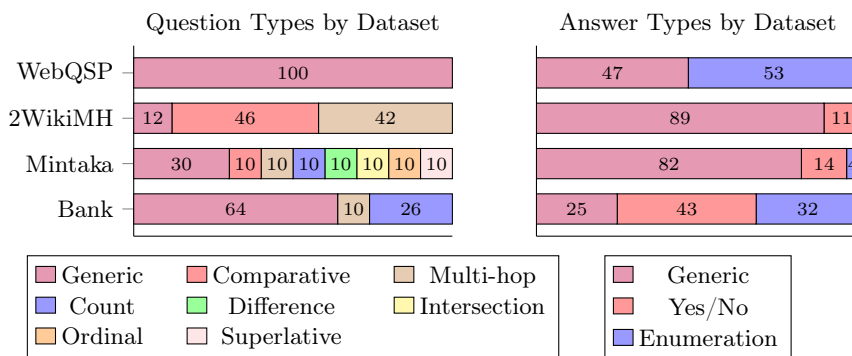 Question Types by Dataset
Answer Types by Dataset
WebQSP 100 47 53
2WikiMH 12 46 42 89 11
Mintaka 30 10 10 10 10 10 10 10 82 14 4
Bank 64 10 26 25 43 32
Generic Comparative Multi-hop
Count Difference Intersection
Ordinal Superlative
Generic
Yes/No
Enumeration